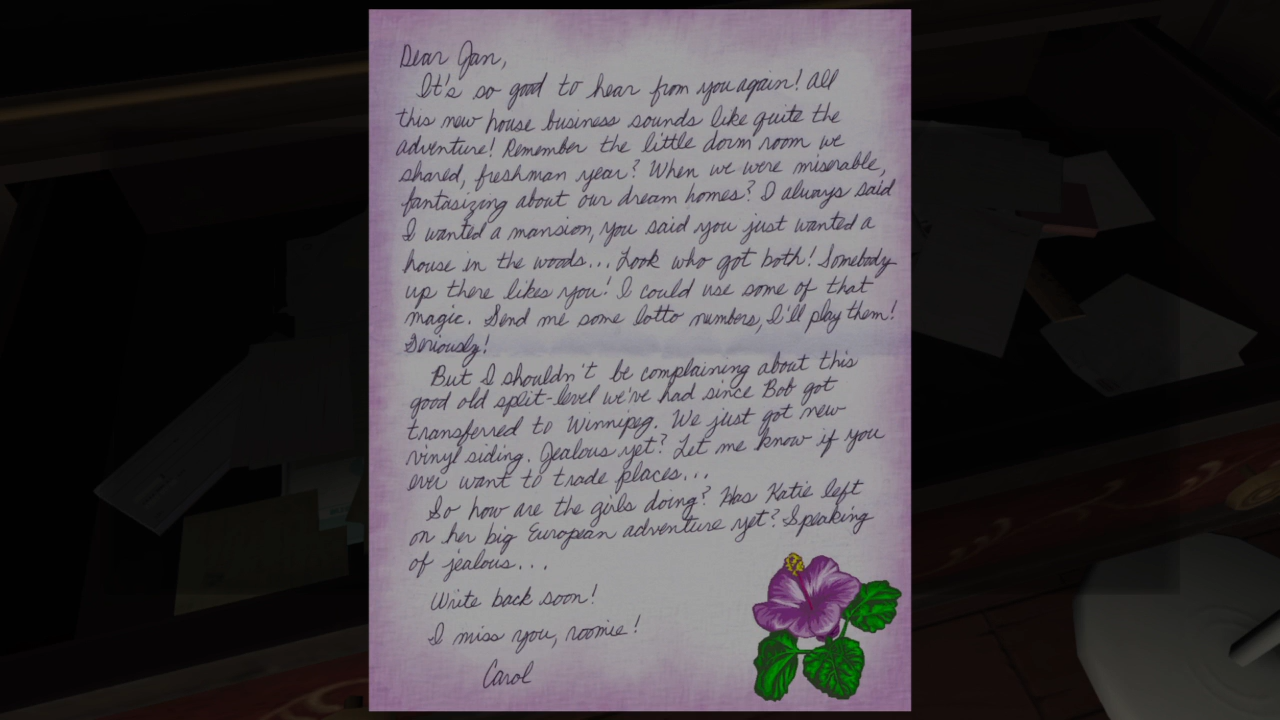 Dear Jan,
It's so good to hear from you again! All
this new house business sounds like quite the
adventure! Remember the little dorm room we
shared, freshman year? When we were miserable,
fantasizing about our dream homes? I always said
I wanted a mansion, you said you just wanted a
house in the woods... Look who got both! Somebody
up there likes you! I could use some of that
magic. Send me some lotto numbers, I'll play them!
Seriously!
But I shouldn't be complaining about this
good old split-level we've had since Bob got
transferred to Winnipeg. We just got new
vinyl siding. Jealous yet? Let me know if you
ever want to trade places...
So how are the girls doing? Has Katie left
on her big European adventure yet? Speaking
of jealous...
Write back soon!
I miss you, roomie!
Carol